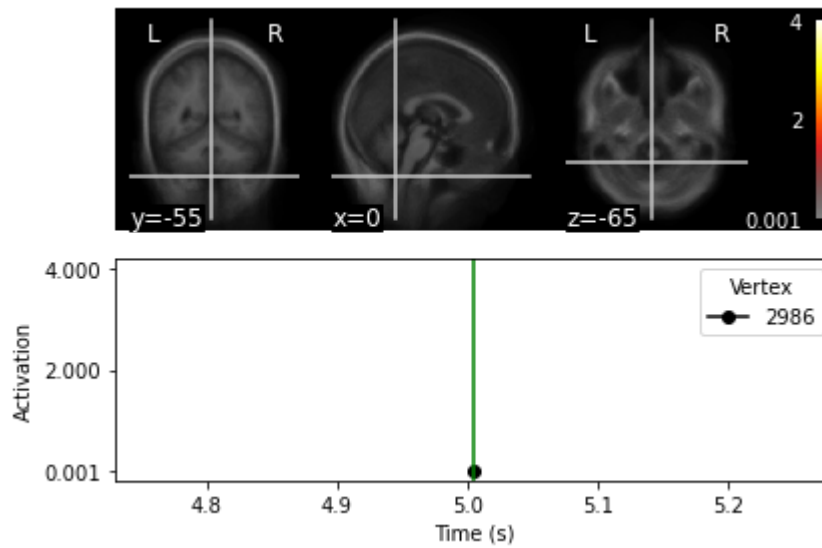 L R L R 4
2
y=-55 x=0 z=-65 0.001
4.000
Vertex
2986
2.000
Activation
0.001
4.8 4.9 5.0 5.1 5.2
Time (s)